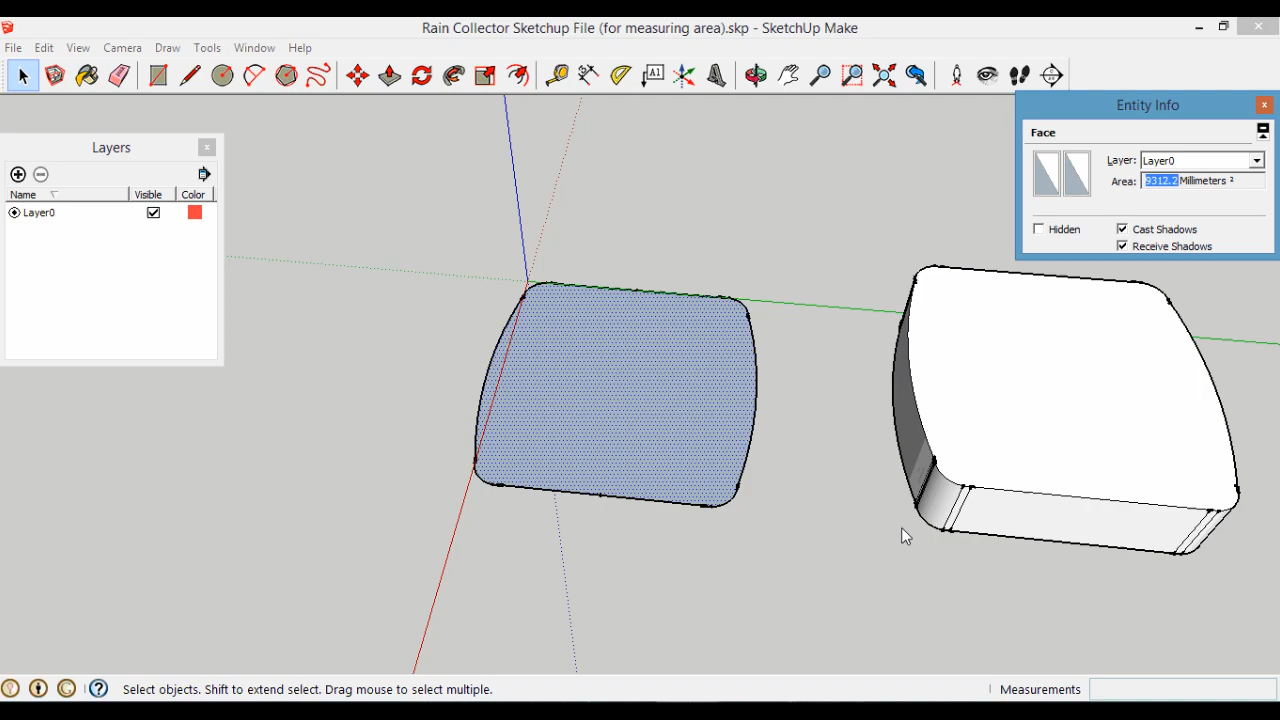 Rain Collector Sketchup File (for measuring area).skp - SketchUp Make
File Edit View Camera Draw Tools Window Help
A1
Entity Info
Face
Layer: Layer0
Area: 9312.2 Millimeters ²
Hidden Cast Shadows
Receive Shadows
Layers
Name Visible Color
Layer0
Select objects. Shift to extend select. Drag mouse to select multiple.
Measurements